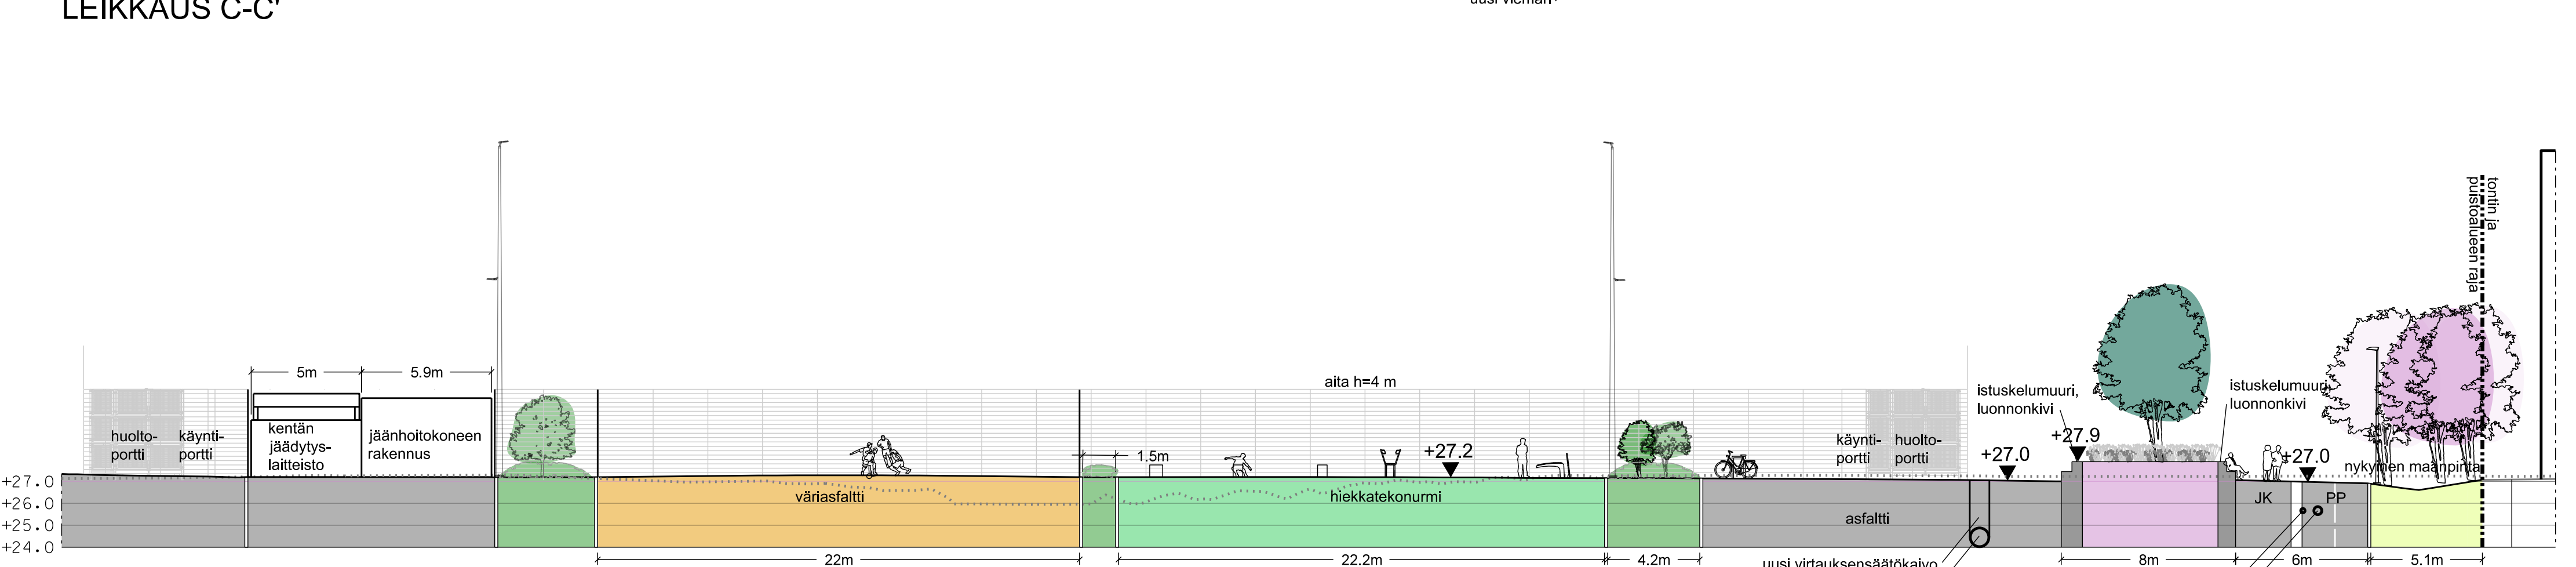 LEIKKAUS C-C'
tontin ja
puistoalueen raja
5m
5.9m
aita h=4 m
istuskelumuuri,
luonnonkivi
istuskelumuuri,
luonnonkivi
huolto-
portti
käynti-
portti
kentän
jäädytys-
laitteisto
jäänhoitokoneen
rakennus
1.5m
+27.2
käynti-
portti
huolto-
portti
+27.0
+27.9
+27.0
nykyinen maanpinta
+27.0
+26.0
+25.0
+24.0
väriasfaltti
hiekkatekonurmi
asfaltti
JK
PP
22m
22.2m
4.2m
uusi virtauksensäätökaivo
8m
6m
5.1m